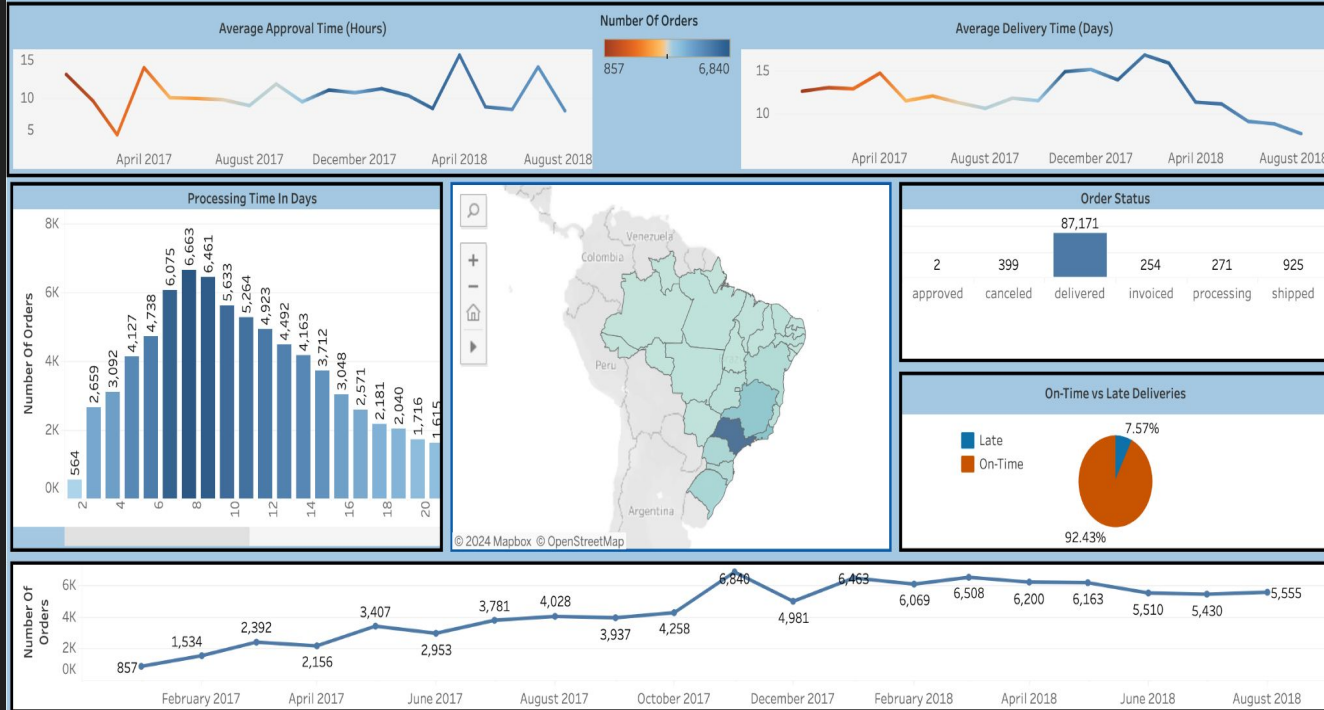 Average Approval Time (Hours)
15
10
5
April 2017 August 2017 December 2017 April 2018 August 2018
Number Of Orders
857 6,840
Average Delivery Time (Days)
15
10
April 2017 August 2017 December 2017 April 2018 August 2018
Processing Time In Days
Number Of Orders
8K
6K
4K
2K
0K
564
2,659
3,092
4,127
4,738
6,075
6,663
6,461
5,633
5,264
4,923
4,492
4,163
3,712
3,048
2,571
2,181
2,040
1,716
1,615
2 4 6 8 10 12 14 16 18 20
Venezuela
Colombia
Peru
Argentina
© 2024 Mapbox © OpenStreetMap
Order Status
87,171
2 399 254 271 925
approved canceled delivered invoiced processing shipped
On-Time vs Late Deliveries
Late
On-Time
7.57%
92.43%
Number Of
Orders
6K
4K
2K
0K
857
1,534
2,392
2,156
3,407
2,953
3,781
4,028
3,937
4,258
6,840
4,981
6,463
6,069
6,508
6,200
6,163
5,510
5,430
5,555
February 2017 April 2017 June 2017 August 2017 October 2017 December 2017 February 2018 April 2018 June 2018 August 2018